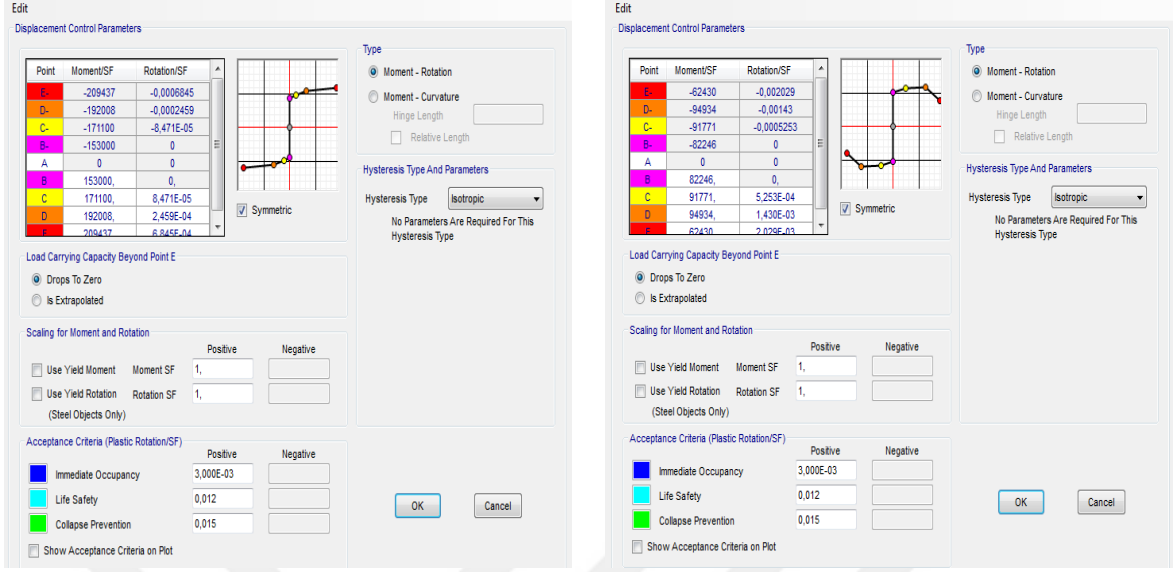 Edit
Displacement Control Parameters
Point Moment/SF Rotation/SF
E- -209437 -0,0006845
D- -192008 -0,0002459
C- -171100 -8,471E-05
B- -153000 0
A 0 0
B 153000, 0,
C 171100, 8,471E-05
D 192008, 2,459E-04
E 209437 6,845E-04
Symmetric
Type
Moment - Rotation
Moment - Curvature
Hinge Length
Relative Length
Hysteresis Type And Parameters
Hysteresis Type Isotropic
No Parameters Are Required For This
Hysteresis Type
Load Carrying Capacity Beyond Point E
Drops To Zero
Is Extrapolated
Scaling for Moment and Rotation
Positive Negative
Use Yield Moment Moment SF 1,
Use Yield Rotation Rotation SF 1,
(Steel Objects Only)
Acceptance Criteria (Plastic Rotation/SF)
Positive Negative
Immediate Occupancy 3,000E-03
Life Safety 0,012
Collapse Prevention 0,015
Show Acceptance Criteria on Plot
OK Cancel
Edit
Displacement Control Parameters
Point Moment/SF Rotation/SF
E- -62430 -0,002029
D- -94934 -0,00143
C- -91771 -0,0005253
B- -82246 0
A 0 0
B 82246, 0,
C 91771, 5,253E-04
D 94934, 1,430E-03
E 62430 2,029E-03
Symmetric
Type
Moment - Rotation
Moment - Curvature
Hinge Length
Relative Length
Hysteresis Type And Parameters
Hysteresis Type Isotropic
No Parameters Are Required For This
Hysteresis Type
Load Carrying Capacity Beyond Point E
Drops To Zero
Is Extrapolated
Scaling for Moment and Rotation
Positive Negative
Use Yield Moment Moment SF 1,
Use Yield Rotation Rotation SF 1,
(Steel Objects Only)
Acceptance Criteria (Plastic Rotation/SF)
Positive Negative
Immediate Occupancy 3,000E-03
Life Safety 0,012
Collapse Prevention 0,015
Show Acceptance Criteria on Plot
OK Cancel